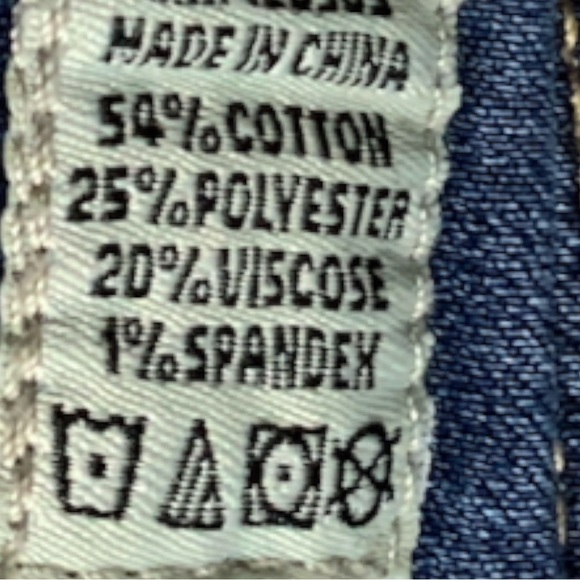 MADE IN CHINA
54%COTTON
25%POLYESTER
20%VISCOSE
1%SPANDEX